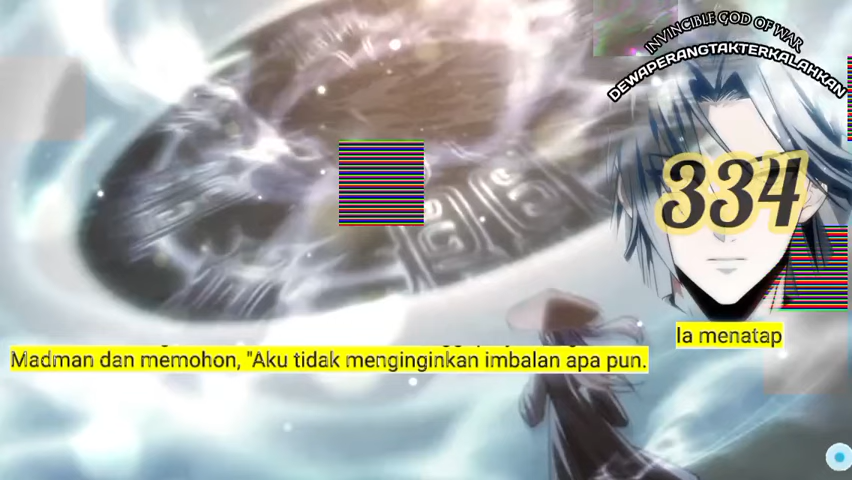 INVINCIBLE GOD OF WAR
DEWAPERANGTAKTERKALAHKAN
334
Ia menatap
Madman dan memohon, "Aku tidak menginginkan imbalan apa pun.